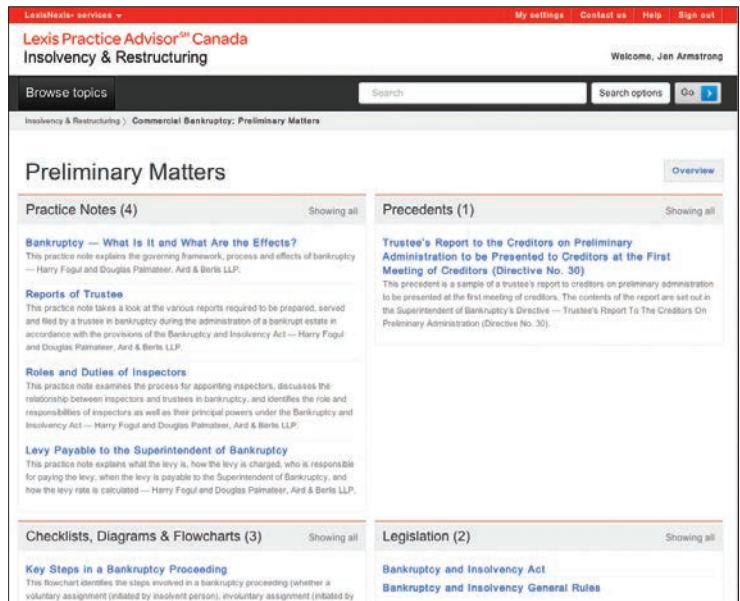 LexisNexis® services
My settings Contact us Help Sign out
Lexis Practice Advisor℠ Canada
Insolvency & Restructuring
Welcome, Jen Armstrong
Browse topics
Search
Search options
Go
Insolvency & Restructuring 〉 Commercial Bankruptcy; Preliminary Matters
Preliminary Matters
Overview
Practice Notes (4)
Showing all
Bankruptcy — What Is It and What Are the Effects?
This practice note explains the governing framework, process and effects of bankruptcy
— Harry Fogul and Douglas Palmateer, Aird & Berlis LLP.
Reports of Trustee
This practice note takes a look at the various reports required to be prepared, served
and filed by a trustee in bankruptcy during the administration of a bankrupt estate in
accordance with the provisions of the Bankruptcy and Insolvency Act — Harry Fogul
and Douglas Palmateer, Aird & Berlis LLP.
Roles and Duties of Inspectors
This practice note examines the process for appointing inspectors, discusses the
relationship between inspectors and trustees in bankruptcy, and identifies the role and
responsibilities of inspectors as well as their principal powers under the Bankruptcy and
Insolvency Act — Harry Fogul and Douglas Palmateer, Aird & Berlis LLP.
Levy Payable to the Superintendent of Bankruptcy
This practice note explains what the levy is, how the levy is charged, who is responsible
for paying the levy, when the levy is payable to the Superintendent of Bankruptcy, and
how the levy rate is calculated — Harry Fogul and Douglas Palmateer, Aird & Berlis LLP.
Precedents (1)
Showing all
Trustee's Report to the Creditors on Preliminary
Administration to be Presented to Creditors at the First
Meeting of Creditors (Directive No. 30)
This precedent is a sample of a trustee's report to creditors on preliminary administration
to be presented at the first meeting of creditors. The contents of the report are set out in
the Superintendent of Bankruptcy's Directive — Trustee's Report To The Creditors On
Preliminary Administration (Directive No. 30).
Checklists, Diagrams & Flowcharts (3)
Showing all
Key Steps in a Bankruptcy Proceeding
This flowchart identifies the steps involved in a bankruptcy proceeding (whether a
voluntary assignment (initiated by insolvent person), involuntary assignment (initiated by
Legislation (2)
Showing all
Bankruptcy and Insolvency Act
Bankruptcy and Insolvency General Rules